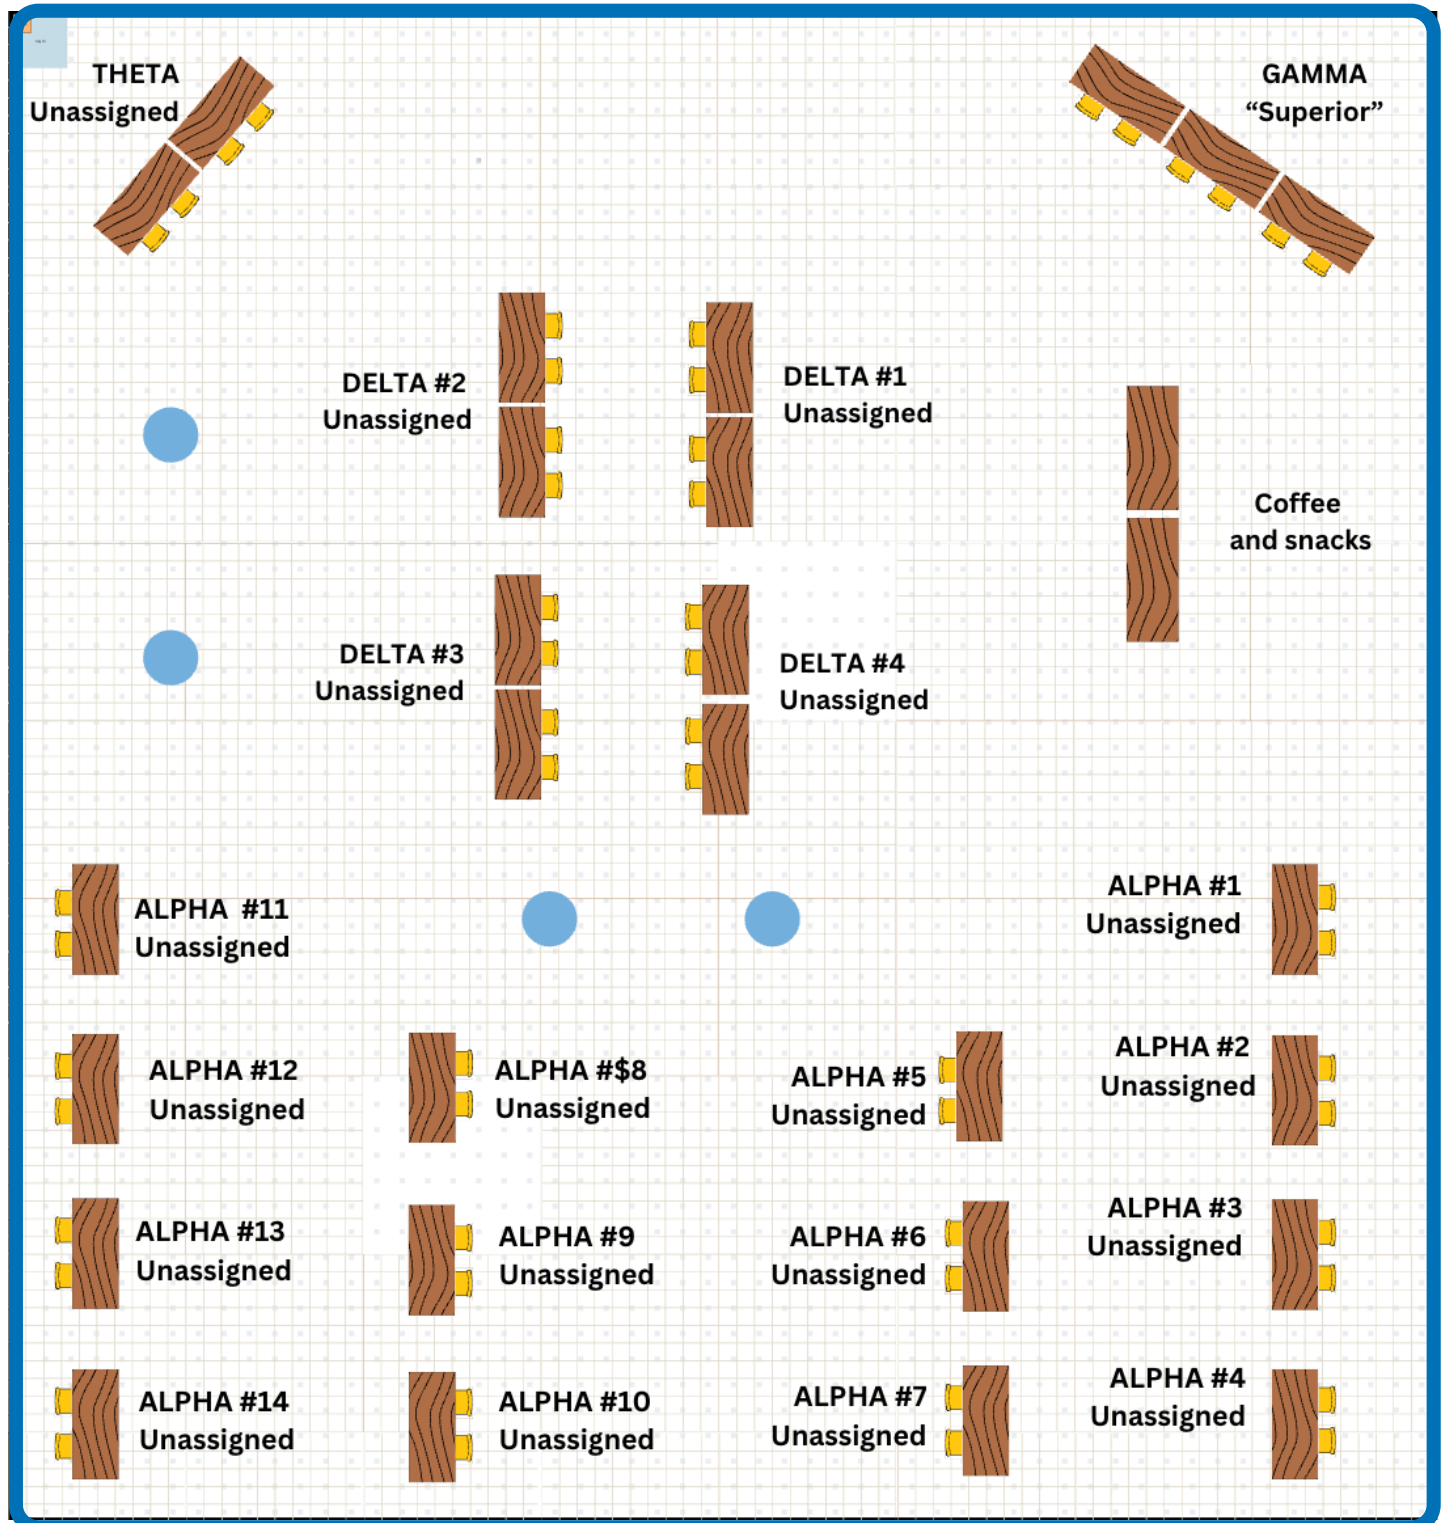 THETA
Unassigned
GAMMA
“Superior”
DELTA #2
Unassigned
DELTA #1
Unassigned
Coffee
and snacks
DELTA #3
Unassigned
DELTA #4
Unassigned
ALPHA  #11
Unassigned
ALPHA #1
Unassigned
ALPHA #12
Unassigned
ALPHA #$8
Unassigned
ALPHA #5
Unassigned
ALPHA #2
Unassigned
ALPHA #13
Unassigned
ALPHA #9
Unassigned
ALPHA #6
Unassigned
ALPHA #3
Unassigned
ALPHA #14
Unassigned
ALPHA #10
Unassigned
ALPHA #7
Unassigned
ALPHA #4
Unassigned